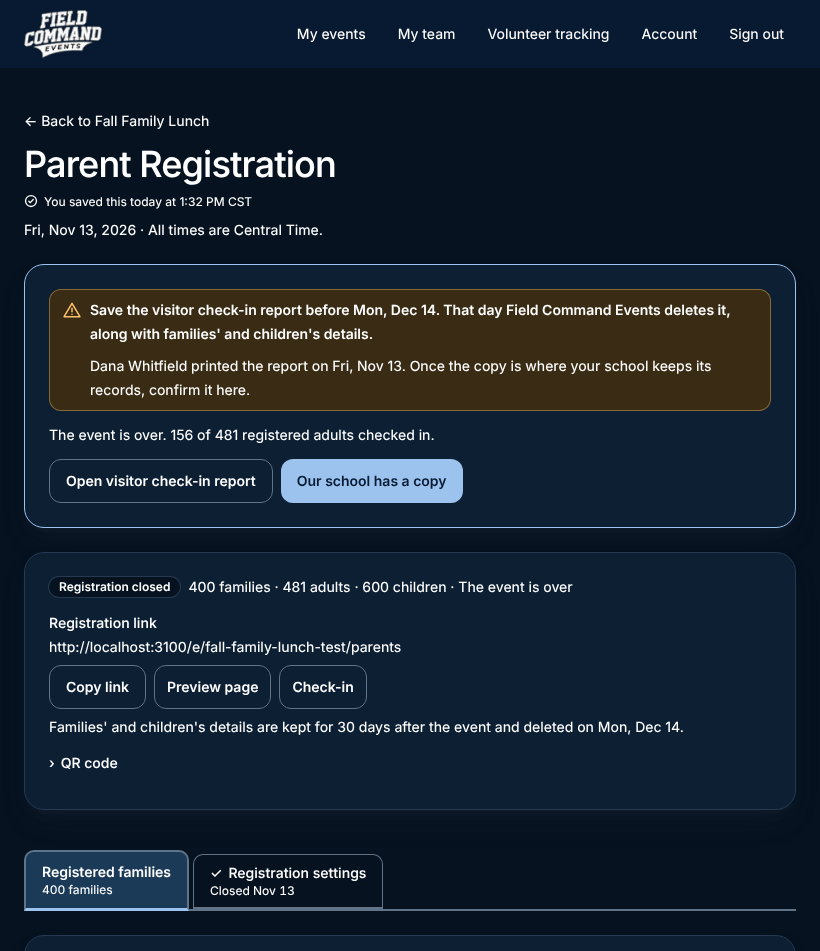 FIELD
COMMAND
EVENTS
My events
My team
Volunteer tracking
Account
Sign out
← Back to Fall Family Lunch
Parent Registration
You saved this today at 1:32 PM CST
Fri, Nov 13, 2026 · All times are Central Time.
Save the visitor check-in report before Mon, Dec 14. That day Field Command Events deletes it,
along with families' and children's details.
Dana Whitfield printed the report on Fri, Nov 13. Once the copy is where your school keeps its
records, confirm it here.
The event is over. 156 of 481 registered adults checked in.
Open visitor check-in report
Our school has a copy
Registration closed
400 families · 481 adults · 600 children · The event is over
Registration link
http://localhost:3100/e/fall-family-lunch-test/parents
Copy link
Preview page
Check-in
Families' and children's details are kept for 30 days after the event and deleted on Mon, Dec 14.
› QR code
Registered families
400 families
✓ Registration settings
Closed Nov 13